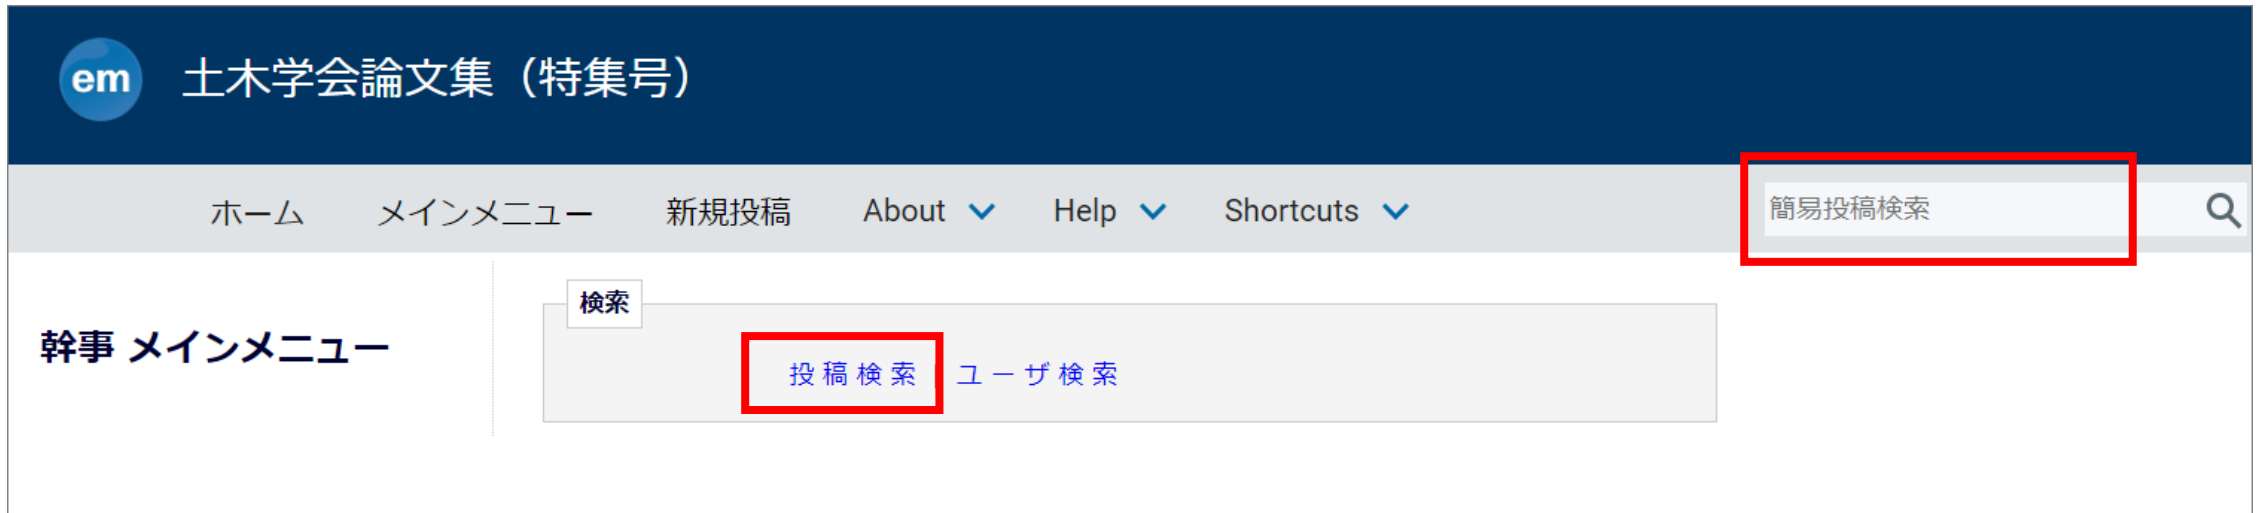 em 土木学会論文集（特集号）
ホーム メインメニュー 新規投稿 About Help Shortcuts 簡易投稿検索
検索
幹事 メインメニュー
投稿検索 | ユーザ検索